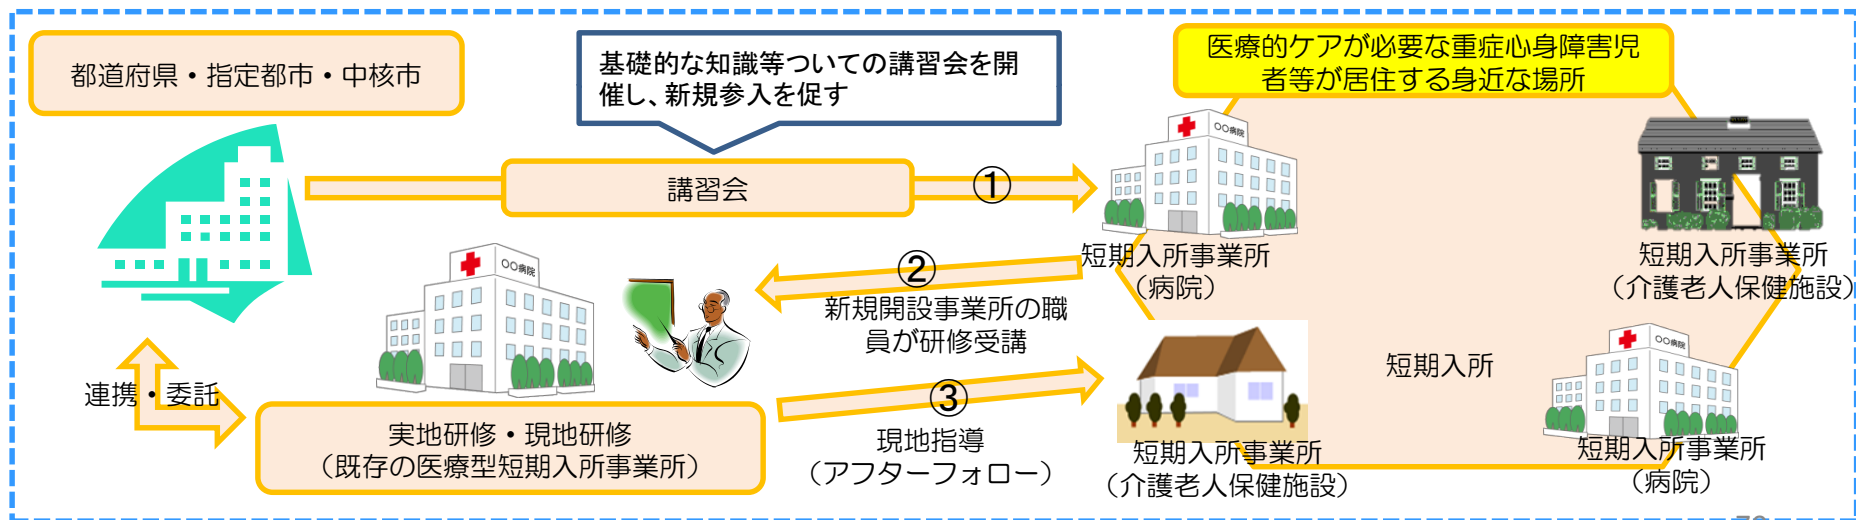 都道府県・指定都市・中核市
基礎的な知識等ついての講習会を開
催し、新規参入を促す
医療的ケアが必要な重症心身障害児
者等が居住する身近な場所
講習会
①
〇〇病院
短期入所事業所
（病院）
短期入所事業所
（介護老人保健施設）
〇〇病院
②
新規開設事業所の職
員が研修受講
連携・委託
実地研修・現地研修
（既存の医療型短期入所事業所）
③
現地指導
（アフターフォロー）
短期入所
短期入所事業所
（介護老人保健施設）
〇〇病院
短期入所事業所
（病院）